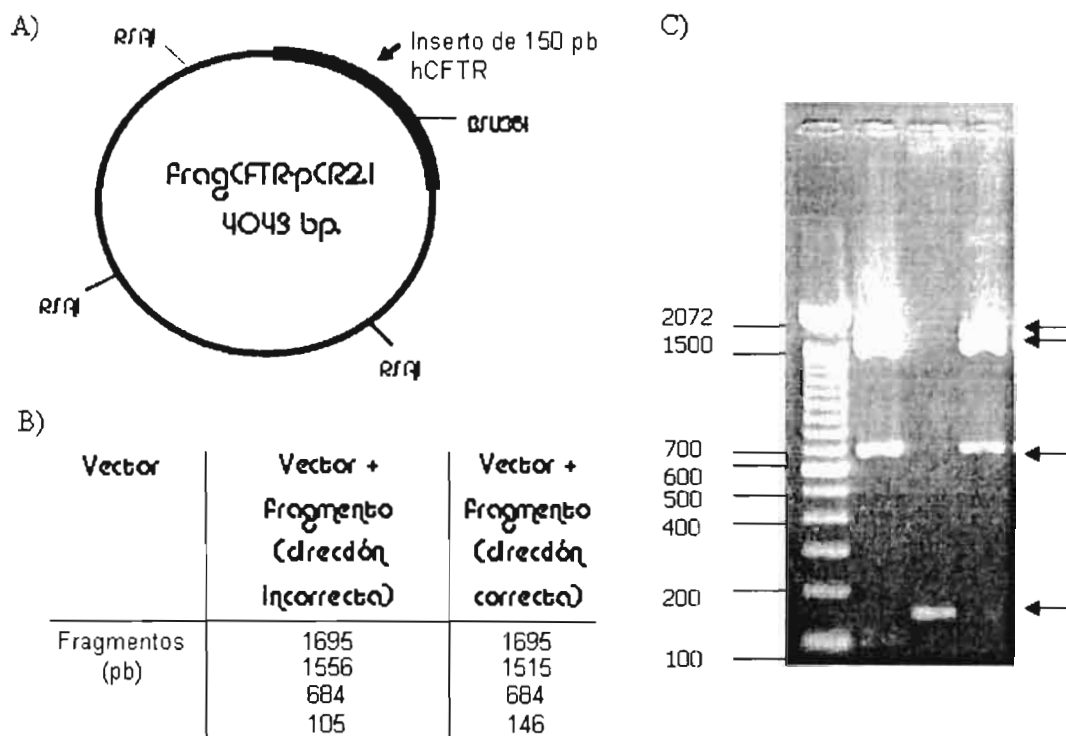 A)
RSAI
Inserto de 150 pb
hCFTR
BSU36I
FragCFTR-pCR2.1
4043 bp.
RSAI
RSAI
B)
Vector
Vector +
Fragmento
(dirección
incorrecta)
Vector +
Fragmento
(dirección
correcta)
Fragmentos
(pb)
1695
1556
684
105
1695
1515
684
146
C)
2072
1500
700
600
500
400
200
100